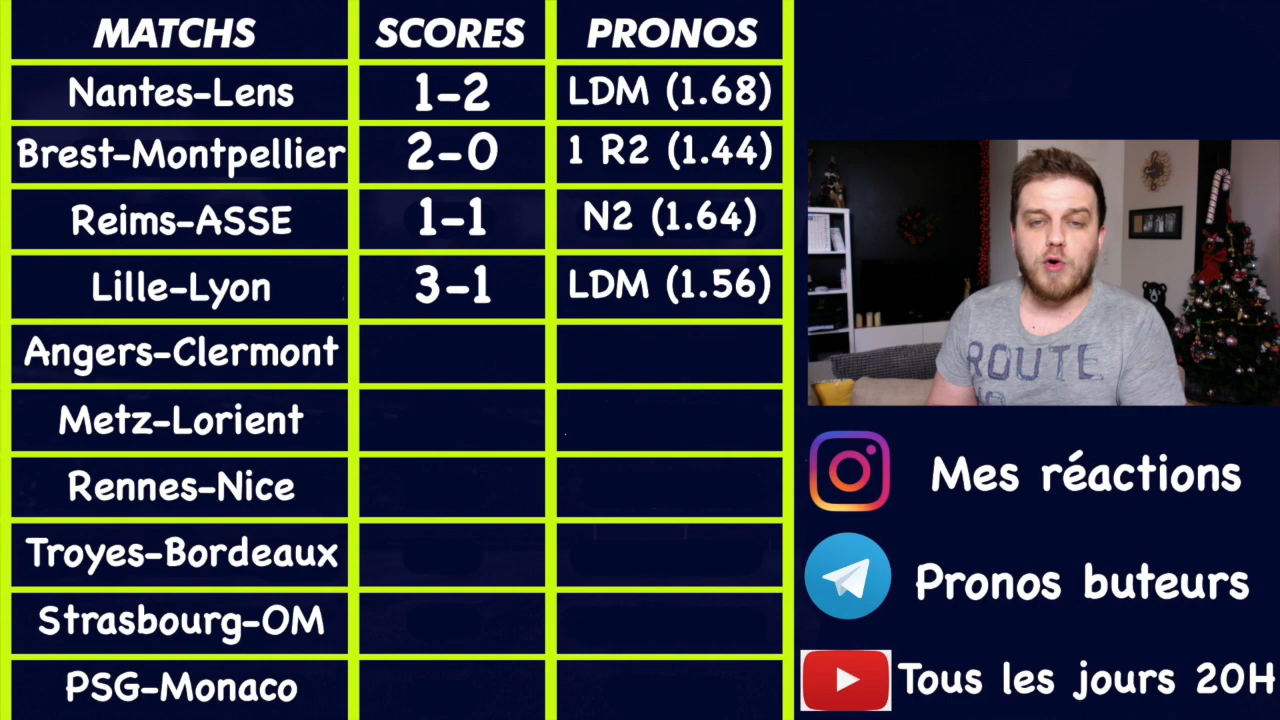 MATCHS SCORES PRONOS
Nantes-Lens 1-2 LDM (1.68)
Brest-Montpellier 2-0 1 R2 (1.44)
Reims-ASSE 1-1 N2 (1.64)
Lille-Lyon 3-1 LDM (1.56)
Angers-Clermont
Metz-Lorient
Rennes-Nice
Troyes-Bordeaux
Strasbourg-OM
PSG-Monaco
ROUTE
Mes réactions
Pronos buteurs
Tous les jours 20H